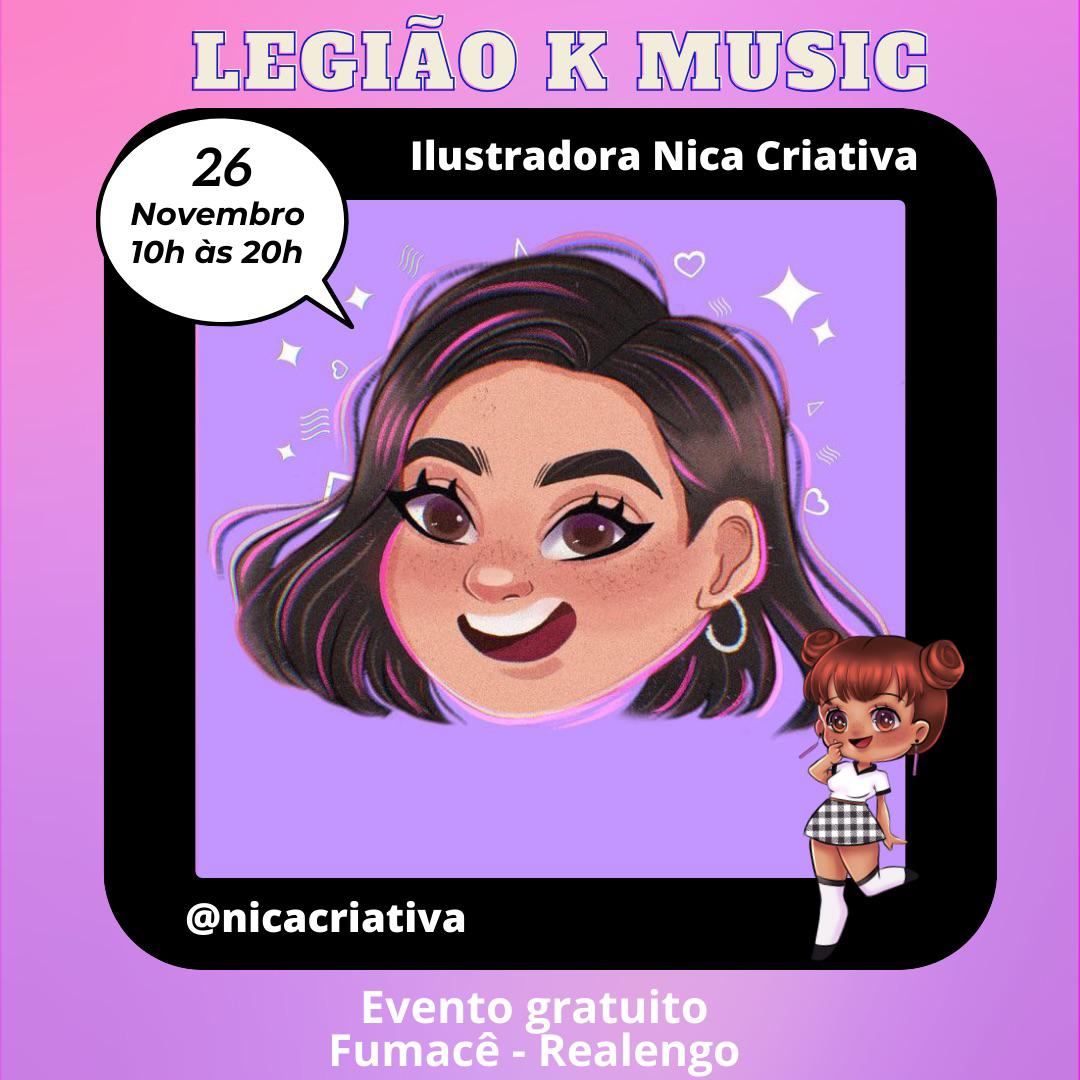 LEGIÃO K MUSIC
26
Novembro
10h às 20h
Ilustradora Nica Criativa
@nicacriativa
Evento gratuito
Fumacê - Realengo